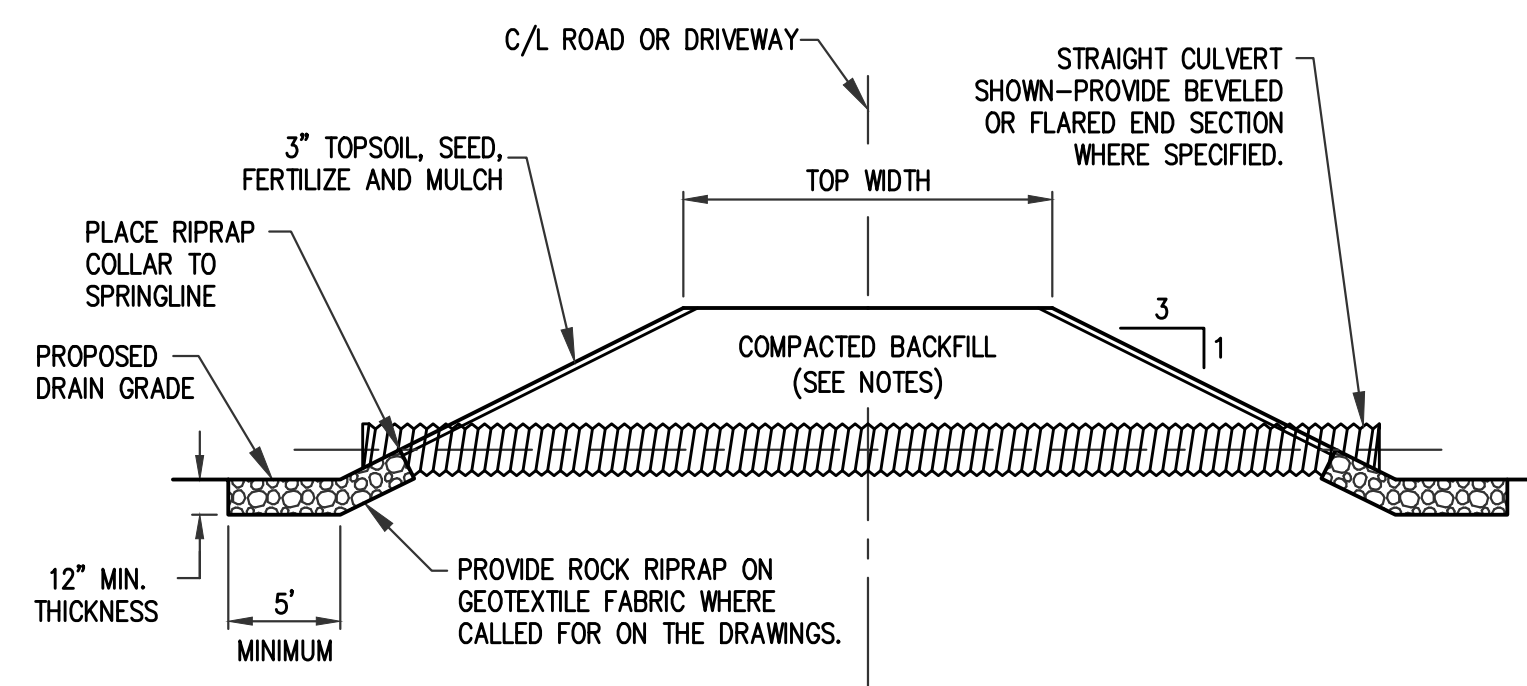 C/L ROAD OR DRIVEWAY
STRAIGHT CULVERT
SHOWN-PROVIDE BEVELED
OR FLARED END SECTION
WHERE SPECIFIED.
3" TOPSOIL, SEED,
FERTILIZE AND MULCH
TOP WIDTH
PLACE RIPRAP
COLLAR TO
SPRINGLINE
3
1
COMPACTED BACKFILL
(SEE NOTES)
PROPOSED
DRAIN GRADE
12" MIN.
THICKNESS
5'
MINIMUM
PROVIDE ROCK RIPRAP ON
GEOTEXTILE FABRIC WHERE
CALLED FOR ON THE DRAWINGS.